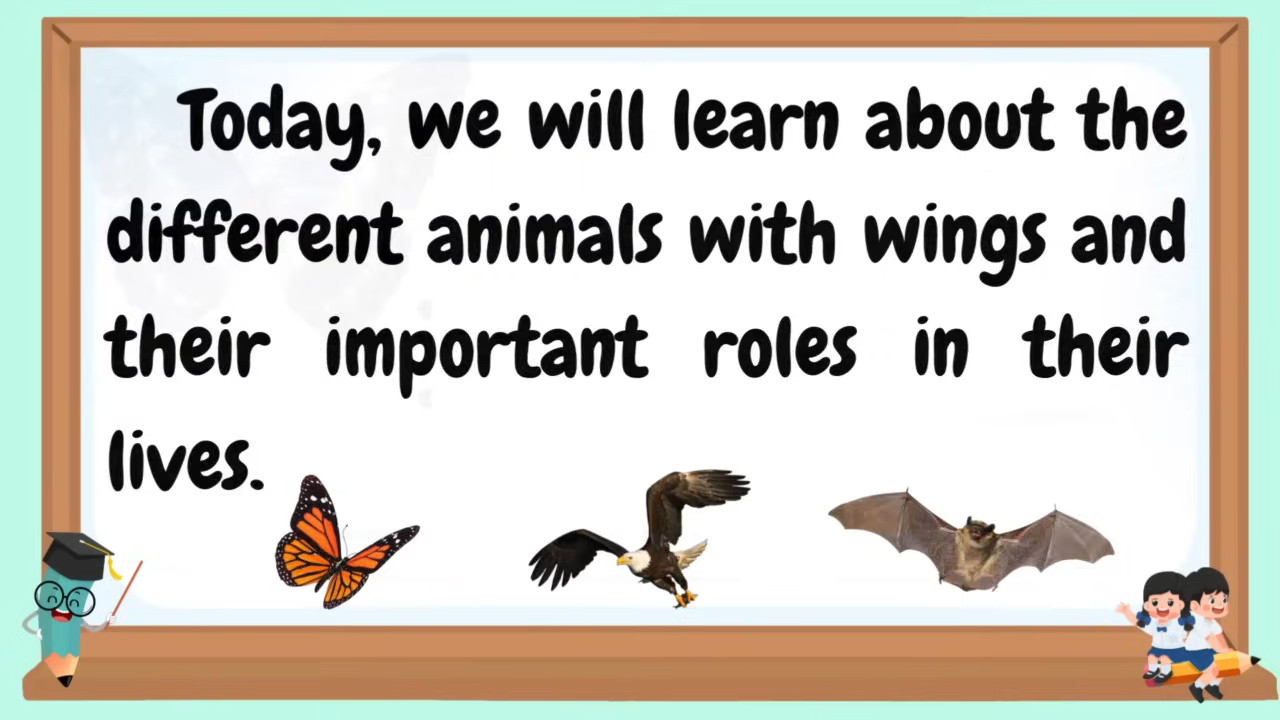 Today, we will learn about the
different animals with wings and
their important roles in their
lives.